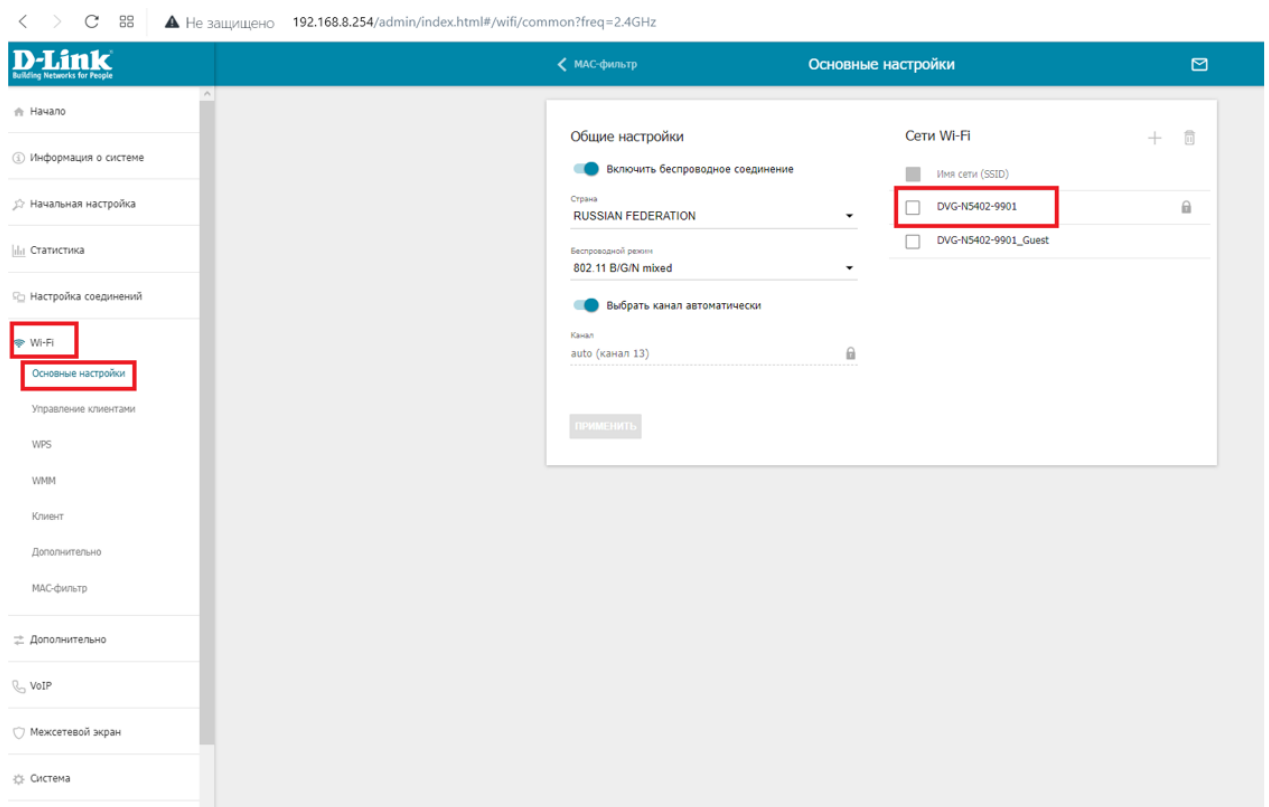 Не защищено 192.168.8.254/admin/index.html#/wifi/common?freq=2.4GHz
D-Link
Building Networks for People
МАС-фильтр
Основные настройки
Начало
Информация о системе
Начальная настройка
Статистика
Настройка соединений
Wi-Fi
Основные настройки
Управление клиентами
WPS
WMM
Клиент
Дополнительно
МАС-фильтр
Дополнительно
VoIP
Межсетевой экран
Система
Общие настройки
Включить беспроводное соединение
Страна
RUSSIAN FEDERATION
Беспроводной режим
802.11 B/G/N mixed
Выбрать канал автоматически
Канал
auto (канал 13)
ПРИМЕНИТЬ
Сети Wi-Fi
Имя сети (SSID)
DVG-N5402-9901
DVG-N5402-9901_Guest